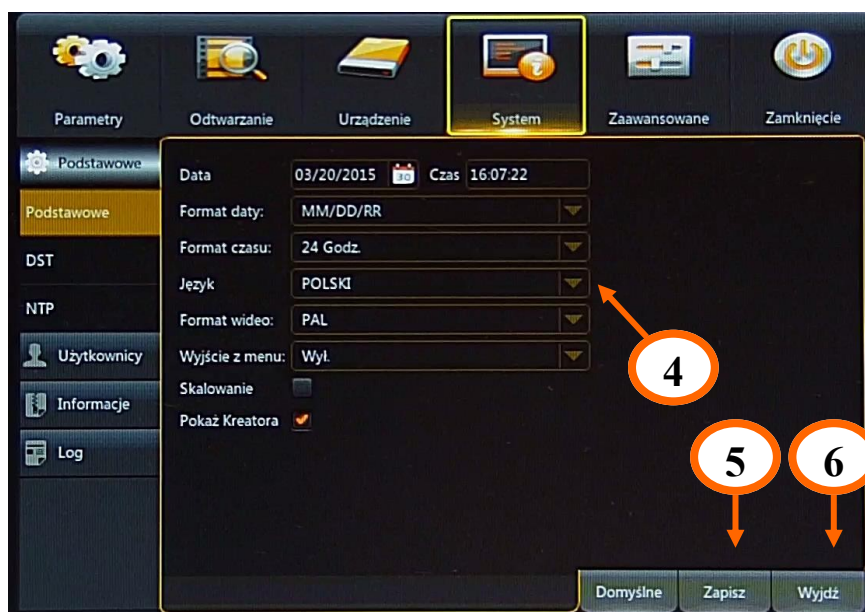 Parametry Odtwarzanie Urządzenie System Zaawansowane Zamknięcie
Podstawowe
Podstawowe
DST
NTP
Użytkownicy
Informacje
Log
Data 03/20/2015 30 Czas 16:07:22
Format daty: MM/DD/RR
Format czasu: 24 Godz.
Język POLSKI
Format wideo: PAL
Wyjście z menu: Wył.
Skalowanie
Pokaż Kreatora
4
5 6
Domyślne Zapisz Wyjdź